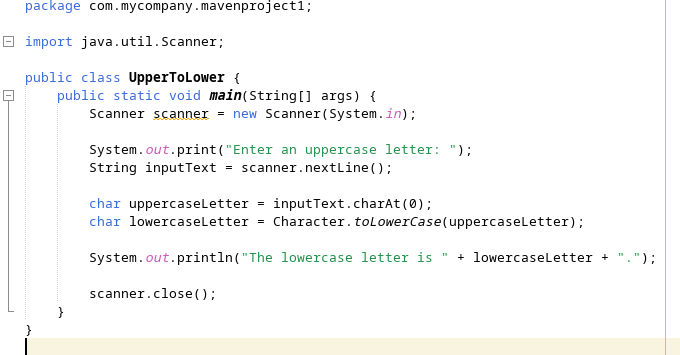 package com.mycompany.mavenproject1;
import java.util.Scanner;
public class UpperToLower {
public static void main(String[] args) {
Scanner scanner = new Scanner(System.in);
System.out.print("Enter an uppercase letter: ");
String inputText = scanner.nextLine();
char uppercaseLetter = inputText.charAt(0);
char lowercaseLetter = Character.toLowerCase(uppercaseLetter);
System.out.println("The lowercase letter is " + lowercaseLetter + ".");
scanner.close();
}
}